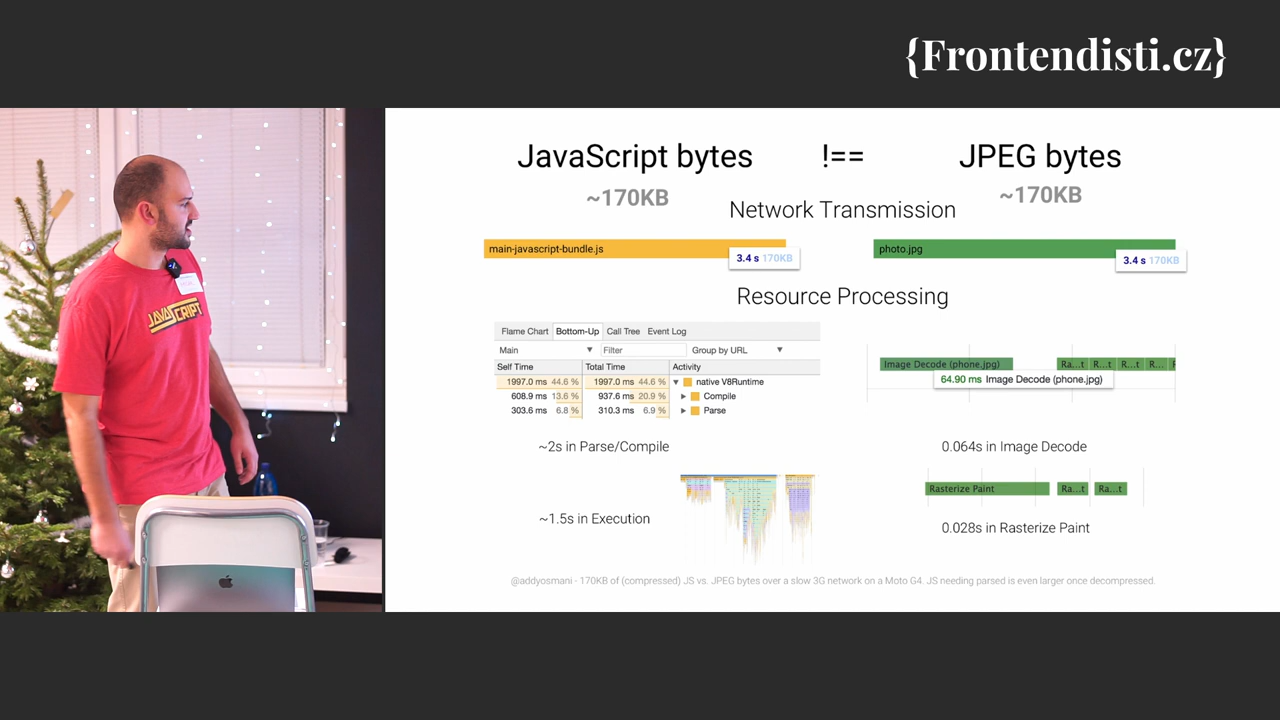 {Frontendisti.cz}
JavaScript bytes !== JPEG bytes
~170KB ~170KB
Network Transmission
main-javascript-bundle.js
3.4 s 170KB
photo.jpg
3.4 s 170KB
Resource Processing
Flame Chart Bottom-Up Call Tree Event Log
Main ▼ Filter Group by URL ▼
Self Time Total Time Activity
1997.0 ms 44.6 % 1997.0 ms 44.6 % ▼ native V8Runtime
608.9 ms 13.6 % 937.6 ms 20.9 % ▶ Compile
303.6 ms 6.8 % 310.3 ms 6.9 % ▶ Parse
Image Decode (phone.jpg) Ra...t R...t R...t R... R
64.90 ms Image Decode (phone.jpg)
~2s in Parse/Compile
0.064s in Image Decode
~1.5s in Execution
Rasterize Paint Ra...t Ra...t
0.028s in Rasterize Paint
@addyosmani - 170KB of (compressed) JS vs. JPEG bytes over a slow 3G network on a Moto G4. JS needing parsed is even larger once decompressed.
JAVASCRIPT